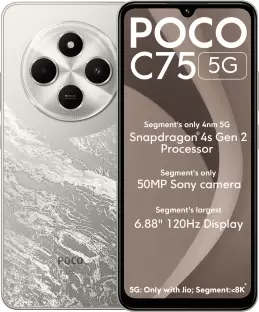 POCO
C75 5G
Segment's only 4nm 5G
Snapdragon® 4s Gen 2
Processor
Segment's only
50MP Sony camera
Segment's largest
6.88" 120Hz Display
POCO
5G: Only with Jio; Segment:<8K